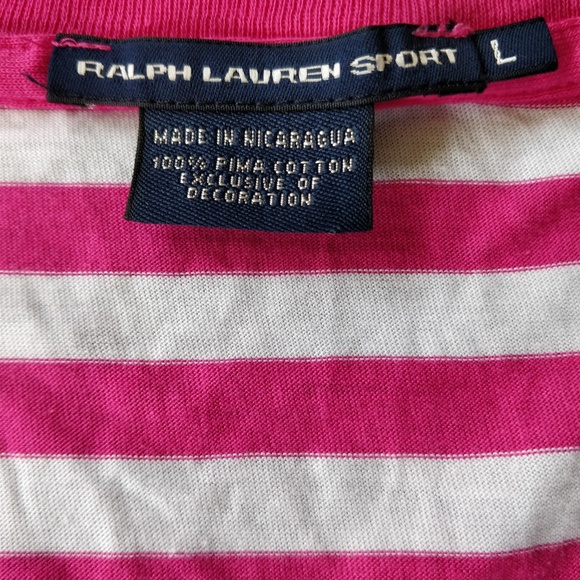 RALPH LAUREN SPORT L
MADE IN NICARAGUA
100% PIMA COTTON
EXCLUSIVE OF
DECORATION